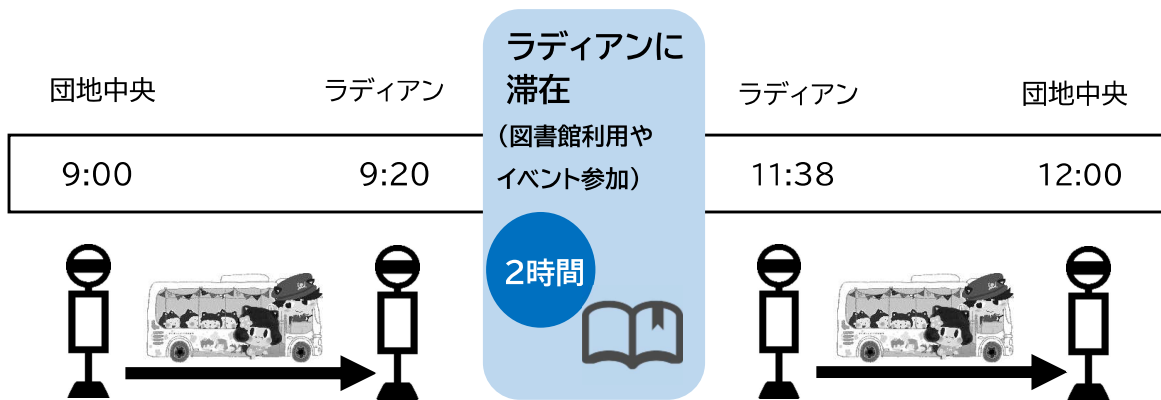 団地中央
ラディアン
ラディアンに
滞在
(図書館利用や
イベント参加)
2時間
ラディアン
団地中央
9:00
9:20
11:38
12:00